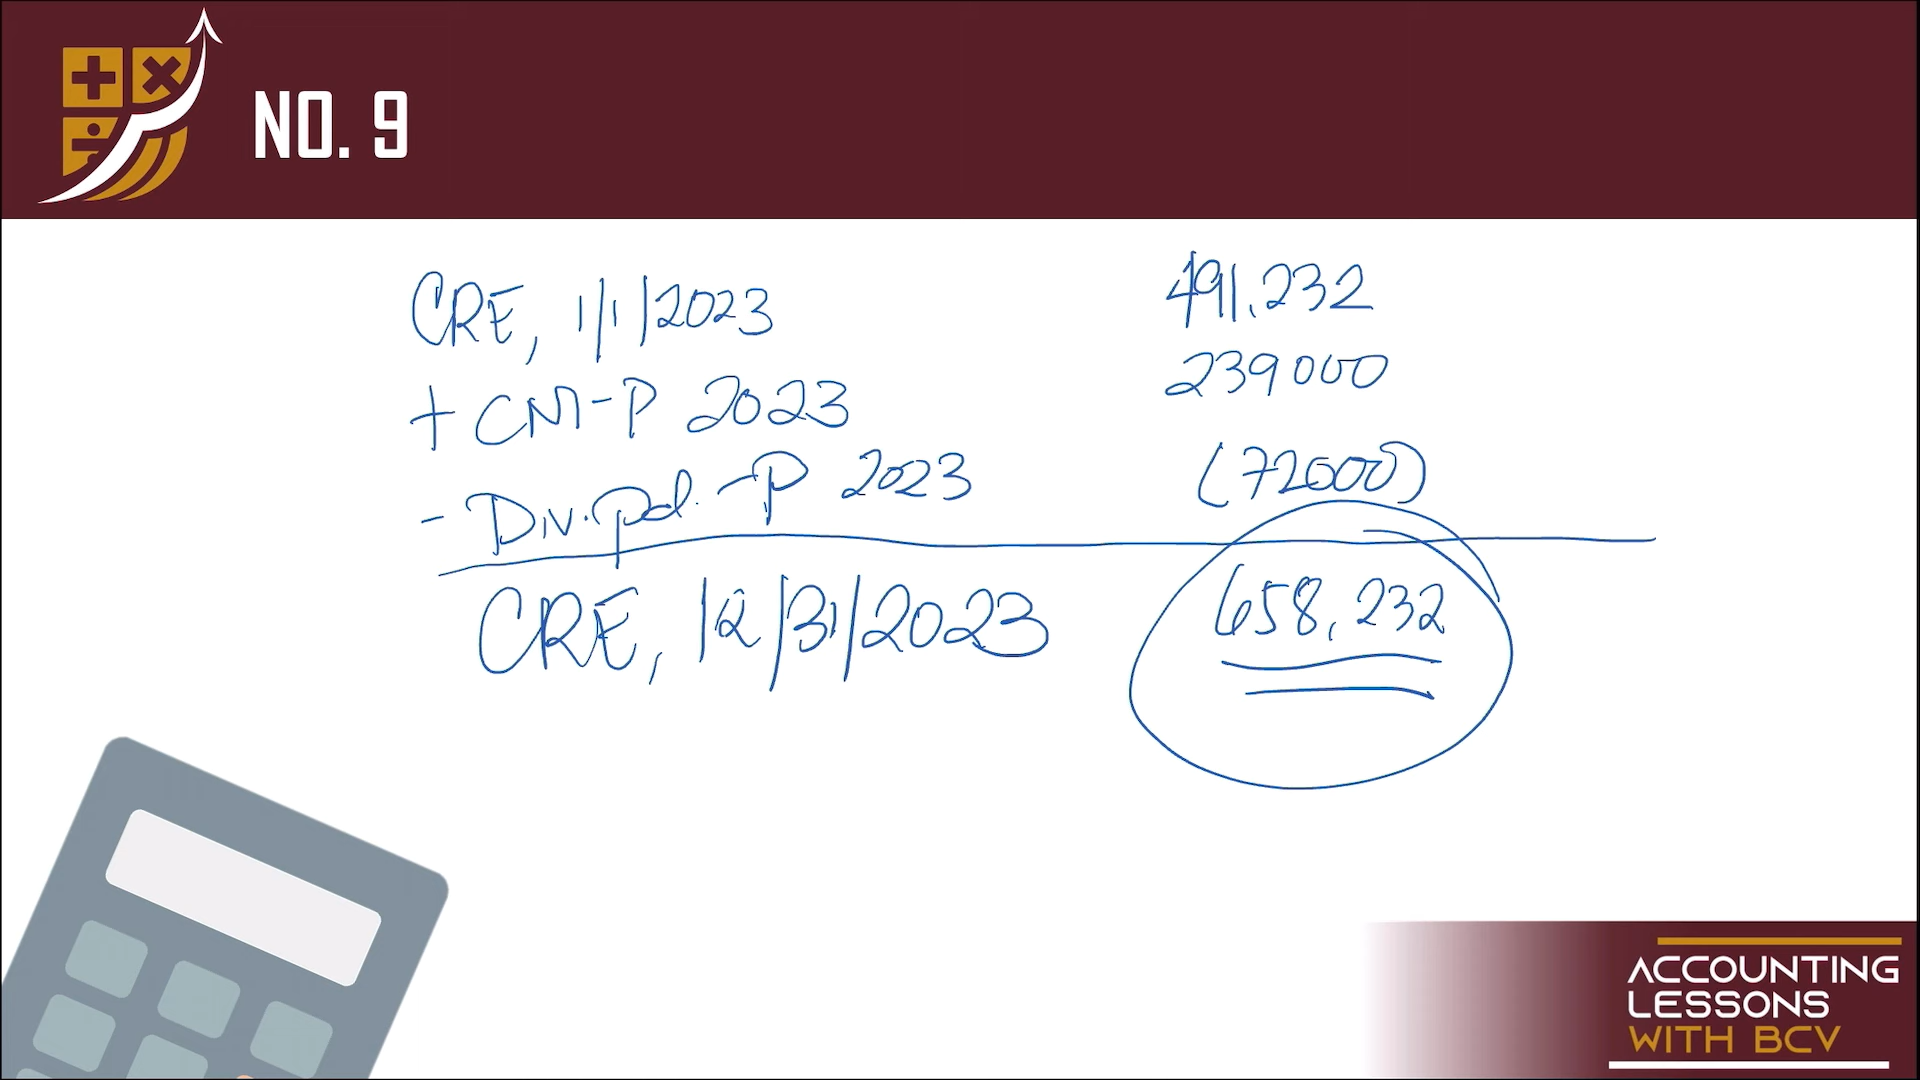 NO. 9
CRE, 1/1/2023 491,232
+ CNI-P 2023 239000
- Div. pd. -P 2023 (72000)
CRE, 12/31/2023 658,232
ACCOUNTING
LESSONS
WITH BCV